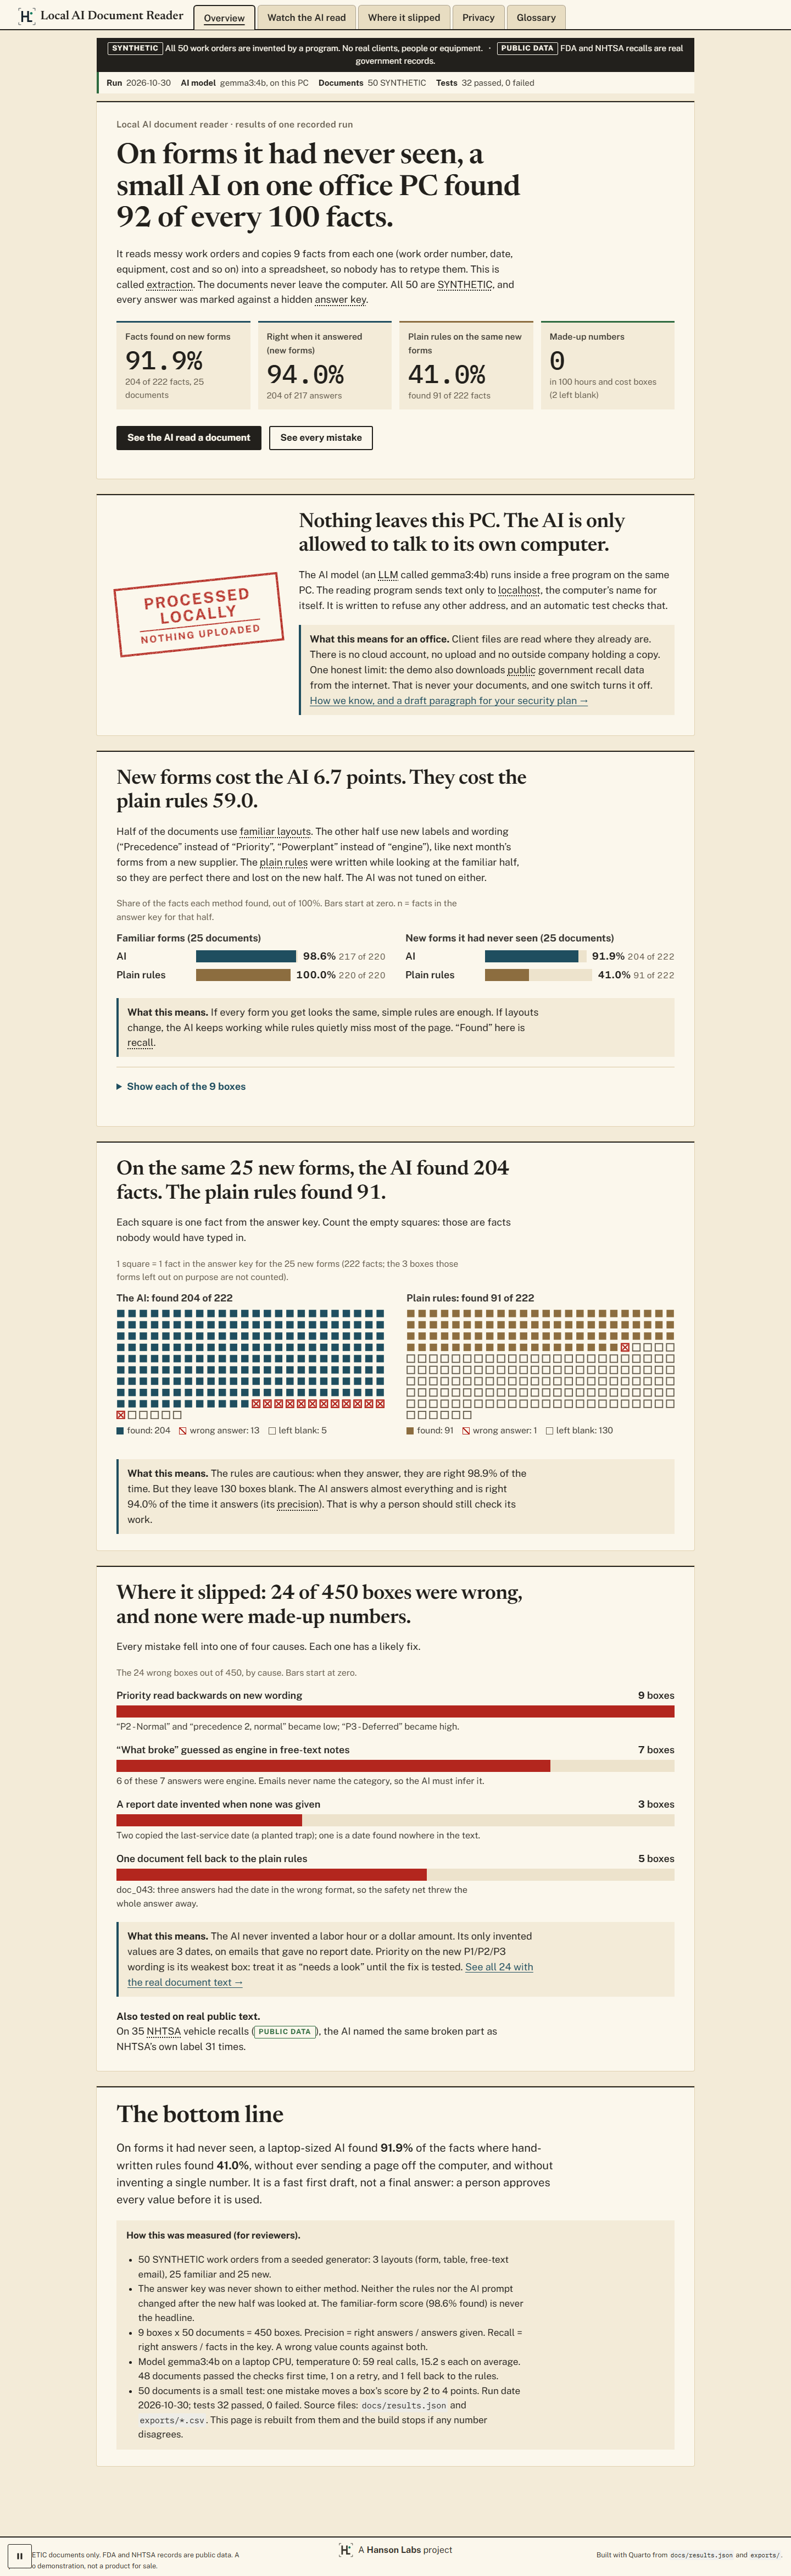 Local AI Document Reader
Overview
Watch the AI read
Where it slipped
Privacy
Glossary
SYNTHETIC All 50 work orders are invented by a program. No real clients, people or equipment. · PUBLIC DATA FDA and NHTSA recalls are real
government records.
Run 2026-10-30 AI model gemma3:4b, on this PC Documents 50 SYNTHETIC Tests 32 passed, 0 failed
Local AI document reader · results of one recorded run
On forms it had never seen, a
small AI on one office PC found
92 of every 100 facts.
It reads messy work orders and copies 9 facts from each one (work order number, date,
equipment, cost and so on) into a spreadsheet, so nobody has to retype them. This is
called extraction. The documents never leave the computer. All 50 are SYNTHETIC, and
every answer was marked against a hidden answer key.
Facts found on new forms
91.9%
204 of 222 facts, 25
documents
Right when it answered
(new forms)
94.0%
204 of 217 answers
Plain rules on the same new
forms
41.0%
found 91 of 222 facts
Made-up numbers
0
in 100 hours and cost boxes
(2 left blank)
See the AI read a document
See every mistake
PROCESSED
LOCALLY
NOTHING UPLOADED
Nothing leaves this PC. The AI is only
allowed to talk to its own computer.
The AI model (an LLM called gemma3:4b) runs inside a free program on the same
PC. The reading program sends text only to localhost, the computer's name for
itself. It is written to refuse any other address, and an automatic test checks that.
What this means for an office. Client files are read where they already are.
There is no cloud account, no upload and no outside company holding a copy.
One honest limit: the demo also downloads public government recall data
from the internet. That is never your documents, and one switch turns it off.
How we know, and a draft paragraph for your security plan →
New forms cost the AI 6.7 points. They cost the
plain rules 59.0.
Half of the documents use familiar layouts. The other half use new labels and wording
(“Precedence” instead of “Priority”, “Powerplant” instead of “engine”), like next month's
forms from a new supplier. The plain rules were written while looking at the familiar half,
so they are perfect there and lost on the new half. The AI was not tuned on either.
Share of the facts each method found, out of 100%. Bars start at zero. n = facts in the
answer key for that half.
Familiar forms (25 documents)
AI 98.6% 217 of 220
Plain rules 100.0% 220 of 220
New forms it had never seen (25 documents)
AI 91.9% 204 of 222
Plain rules 41.0% 91 of 222
What this means. If every form you get looks the same, simple rules are enough. If layouts
change, the AI keeps working while rules quietly miss most of the page. “Found” here is
recall.
Show each of the 9 boxes
On the same 25 new forms, the AI found 204
facts. The plain rules found 91.
Each square is one fact from the answer key. Count the empty squares: those are facts
nobody would have typed in.
1 square = 1 fact in the answer key for the 25 new forms (222 facts; the 3 boxes those
forms left out on purpose are not counted).
The AI: found 204 of 222
found: 204 wrong answer: 13 left blank: 5
Plain rules: found 91 of 222
found: 91 wrong answer: 1 left blank: 130
What this means. The rules are cautious: when they answer, they are right 98.9% of the
time. But they leave 130 boxes blank. The AI answers almost everything and is right
94.0% of the time it answers (its precision). That is why a person should still check its
work.
Where it slipped: 24 of 450 boxes were wrong,
and none were made-up numbers.
Every mistake fell into one of four causes. Each one has a likely fix.
The 24 wrong boxes out of 450, by cause. Bars start at zero.
Priority read backwards on new wording 9 boxes
“P2 - Normal” and “precedence 2, normal” became low; “P3 - Deferred” became high.
“What broke” guessed as engine in free-text notes 7 boxes
6 of these 7 answers were engine. Emails never name the category, so the AI must infer it.
A report date invented when none was given 3 boxes
Two copied the last-service date (a planted trap); one is a date found nowhere in the text.
One document fell back to the plain rules 5 boxes
doc_043: three answers had the date in the wrong format, so the safety net threw the
whole answer away.
What this means. The AI never invented a labor hour or a dollar amount. Its only invented
values are 3 dates, on emails that gave no report date. Priority on the new P1/P2/P3
wording is its weakest box: treat it as “needs a look” until the fix is tested. See all 24 with
the real document text →
Also tested on real public text.
On 35 NHTSA vehicle recalls (PUBLIC DATA), the AI named the same broken part as
NHTSA's own label 31 times.
The bottom line
On forms it had never seen, a laptop-sized AI found 91.9% of the facts where hand-
written rules found 41.0%, without ever sending a page off the computer, and without
inventing a single number. It is a fast first draft, not a final answer: a person approves
every value before it is used.
How this was measured (for reviewers).
• 50 SYNTHETIC work orders from a seeded generator: 3 layouts (form, table, free-text
email), 25 familiar and 25 new.
• The answer key was never shown to either method. Neither the rules nor the AI prompt
changed after the new half was looked at. The familiar-form score (98.6% found) is never
the headline.
• 9 boxes x 50 documents = 450 boxes. Precision = right answers / answers given. Recall =
right answers / facts in the key. A wrong value counts against both.
• Model gemma3:4b on a laptop CPU, temperature 0: 59 real calls, 15.2 s each on average.
48 documents passed the checks first time, 1 on a retry, and 1 fell back to the rules.
• 50 documents is a small test: one mistake moves a box's score by 2 to 4 points. Run date
2026-10-30; tests 32 passed, 0 failed. Source files: docs/results.json and
exports/*.csv. This page is rebuilt from them and the build stops if any number
disagrees.
ETIC documents only. FDA and NHTSA records are public data. A
o demonstration, not a product for sale.
A Hanson Labs project
Built with Quarto from docs/results.json and exports/.